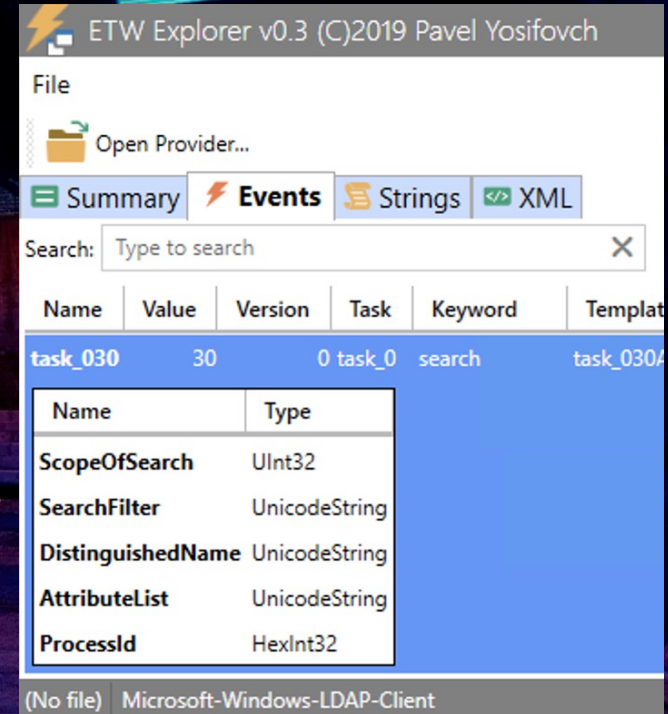 ETW Explorer v0.3 (C)2019 Pavel Yosifovch
File
Open Provider...
Summary Events Strings XML
Search: Type to search
Name Value Version Task Keyword Templat
task_030 30 0 task_0 search task_030A
Name Type
ScopeOfSearch UInt32
SearchFilter UnicodeString
DistinguishedName UnicodeString
AttributeList UnicodeString
ProcessId HexInt32
(No file) Microsoft-Windows-LDAP-Client